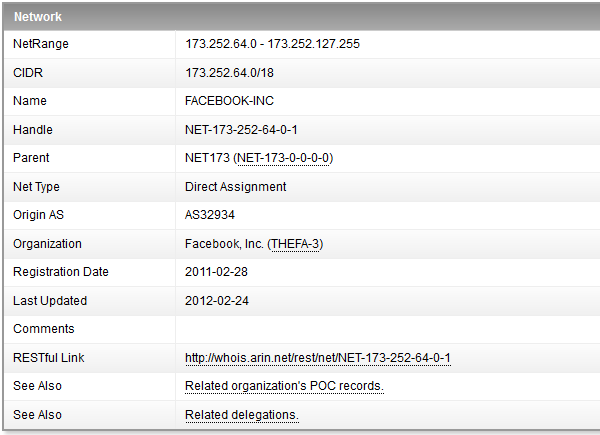 Network
NetRange 173.252.64.0 - 173.252.127.255
CIDR 173.252.64.0/18
Name FACEBOOK-INC
Handle NET-173-252-64-0-1
Parent NET173 (NET-173-0-0-0-0)
Net Type Direct Assignment
Origin AS AS32934
Organization Facebook, Inc. (THEFA-3)
Registration Date 2011-02-28
Last Updated 2012-02-24
Comments
RESTful Link http://whois.arin.net/rest/net/NET-173-252-64-0-1
See Also Related organization's POC records.
See Also Related delegations.